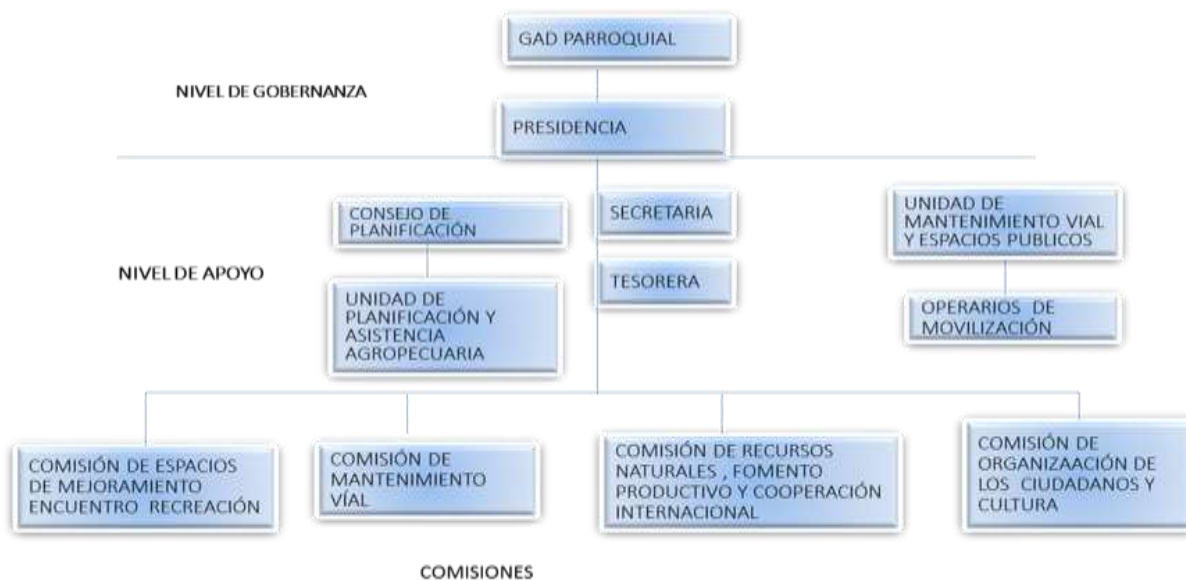 GAD PARROQUIAL
NIVEL DE GOBERNANZA
PRESIDENCIA
CONSEJO DE
PLANIFICACIÓN
SECRETARIA
UNIDAD DE
MANTENIMIENTO VIAL
Y ESPACIOS PUBLICOS
NIVEL DE APOYO
UNIDAD DE
PLANIFICACIÓN Y
ASISTENCIA
AGROPECUARIA
TESORERA
OPERARIOS DE
MOVILIZACIÓN
COMISIÓN DE ESPACIOS
DE MEJORAMIENTO
ENCUENTRO RECREACIÓN
COMISIÓN DE
MANTENIMIENTO
VÍAL
COMISIÓN DE RECURSOS
NATURALES , FOMENTO
PRODUCTIVO Y COOPERACIÓN
INTERNACIONAL
COMISIÓN DE
ORGANIZAACIÓN DE
LOS CIUDADANOS Y
CULTURA
COMISIONES